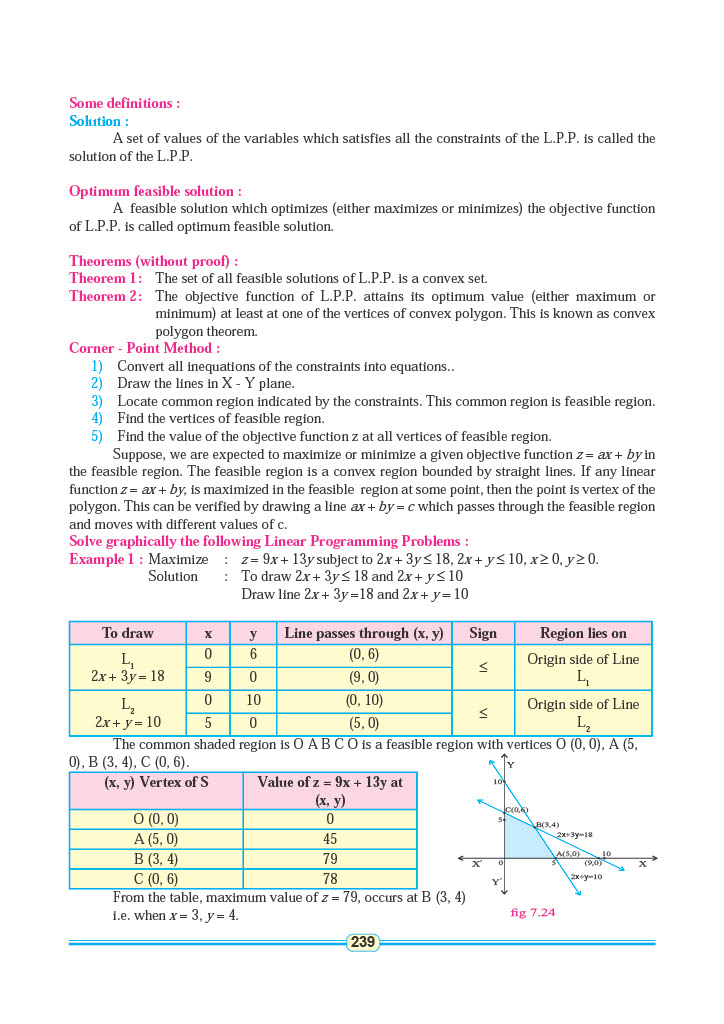 Some definitions :
Solution :
A set of values of the variables which satisfies all the constraints of the L.P.P. is called the
solution of the L.P.P.
Optimum feasible solution :
A feasible solution which optimizes (either maximizes or minimizes) the objective function
of L.P.P. is called optimum feasible solution.
Theorems (without proof) :
Theorem 1 : The set of all feasible solutions of L.P.P. is a convex set.
Theorem 2 : The objective function of L.P.P. attains its optimum value (either maximum or
minimum) at least at one of the vertices of convex polygon. This is known as convex
polygon theorem.
Corner - Point Method :
1) Convert all inequations of the constraints into equations..
2) Draw the lines in X - Y plane.
3) Locate common region indicated by the constraints. This common region is feasible region.
4) Find the vertices of feasible region.
5) Find the value of the objective function z at all vertices of feasible region.
Suppose, we are expected to maximize or minimize a given objective function z = ax + by in
the feasible region. The feasible region is a convex region bounded by straight lines. If any linear
function z = ax + by, is maximized in the feasible region at some point, then the point is vertex of the
polygon. This can be verified by drawing a line ax + by = c which passes through the feasible region
and moves with different values of c.
Solve graphically the following Linear Programming Problems :
Example 1 : Maximize : z = 9x + 13y subject to 2x + 3y ≤ 18, 2x + y ≤ 10, x ≥ 0, y ≥ 0.
Solution : To draw 2x + 3y ≤ 18 and 2x + y ≤ 10
Draw line 2x + 3y =18 and 2x + y = 10
To draw x y Line passes through (x, y) Sign Region lies on
L1 2x + 3y = 18 0 6 (0, 6) ≤ Origin side of Line L1
9 0 (9, 0)
L2 2x + y = 10 0 10 (0, 10) ≤ Origin side of Line L2
5 0 (5, 0)
The common shaded region is O A B C O is a feasible region with vertices O (0, 0), A (5,
0), B (3, 4), C (0, 6).
(x, y) Vertex of S Value of z = 9x + 13y at
(x, y)
O (0, 0) 0
A (5, 0) 45
B (3, 4) 79
C (0, 6) 78
From the table, maximum value of z = 79, occurs at B (3, 4)
i.e. when x = 3, y = 4.
Y
10
C(0,6)
5
B(3,4)
2x+3y=18
A(5,0) 10
X′ 0 5 (9,0) X
2x+y=10
Y′
fig 7.24
239